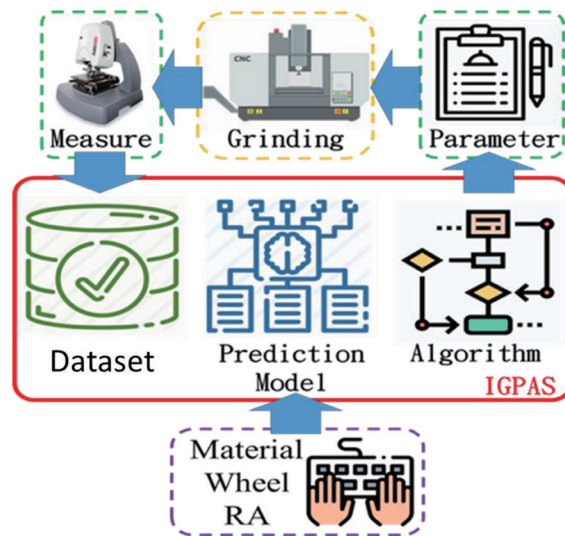 CNC
Measure
Grinding
Parameter
Dataset
Prediction
Model
Algorithm
IGPAS
Material
Wheel
RA